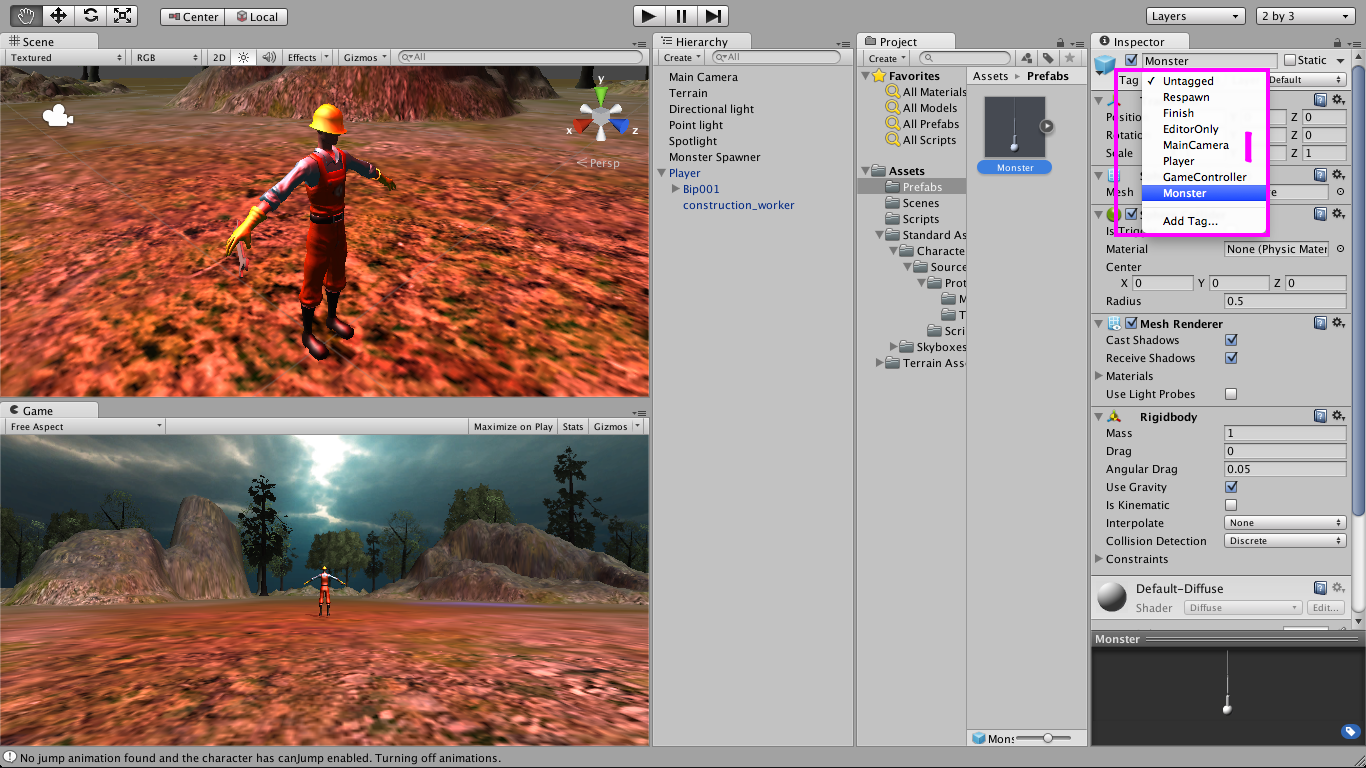 Center Local
Layers
2 by 3
Scene
Textured RGB 2D Effects Gizmos All
Game
Free Aspect Maximize on Play Stats Gizmos
y
x z
Persp
Hierarchy
Create All
Main Camera
Terrain
Directional light
Point light
Spotlight
Monster Spawner
Player
Bip001
construction_worker
Project
Create
Favorites
All Materials
All Models
All Prefabs
All Scripts
Assets
Prefabs
Scenes
Scripts
Standard As
Characte
Source
Prot
M
T
Scri
Skyboxes
Terrain Ass
Assets Prefabs
Monster
Mons
Inspector
Monster Static
Tag Default
Untagged
Respawn
Finish
EditorOnly
MainCamera
Player
GameController
Monster
Add Tag...
Positio Z 0
Rotatio Z 0
Scale Z 1
Mesh e
Is Trig
Material None (Physic Mater
Center
X 0 Y 0 Z 0
Radius 0.5
Mesh Renderer
Cast Shadows
Receive Shadows
Materials
Use Light Probes
Rigidbody
Mass 1
Drag 0
Angular Drag 0.05
Use Gravity
Is Kinematic
Interpolate None
Collision Detection Discrete
Constraints
Default-Diffuse
Shader Diffuse Edit...
Monster
No jump animation found and the character has canJump enabled. Turning off animations.